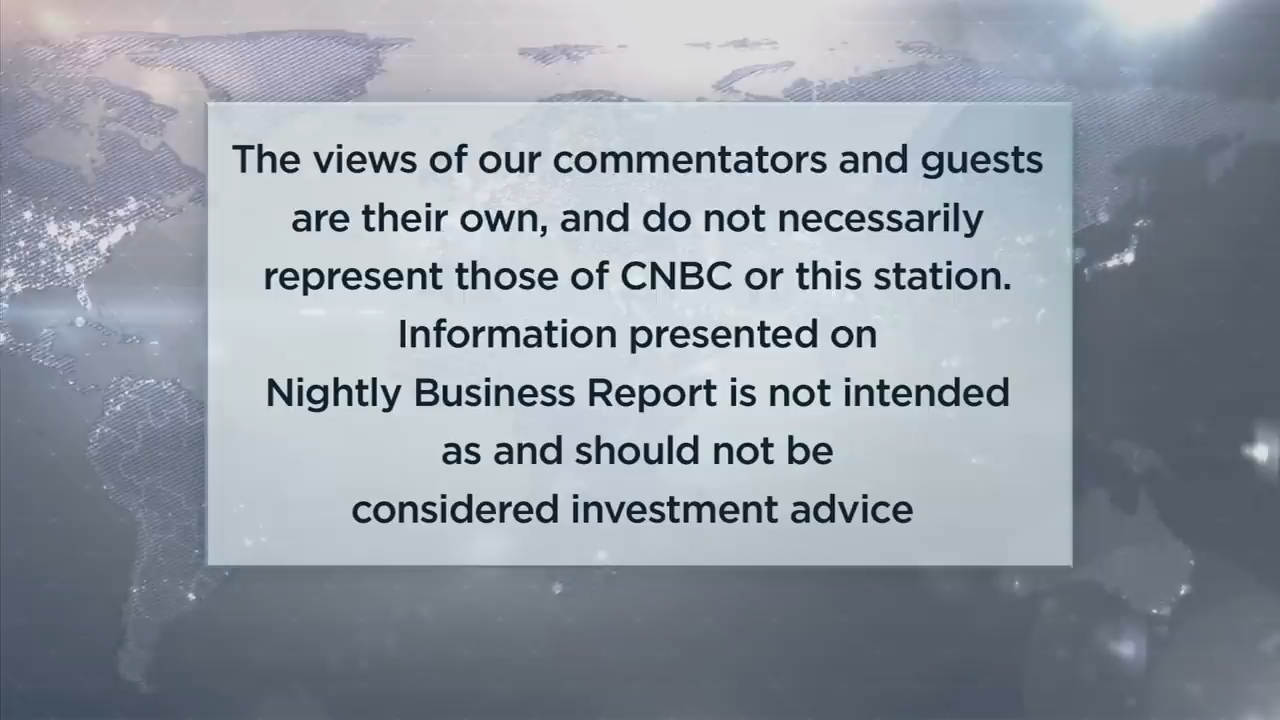 The views of our commentators and guests
are their own, and do not necessarily
represent those of CNBC or this station.
Information presented on
Nightly Business Report is not intended
as and should not be
considered investment advice